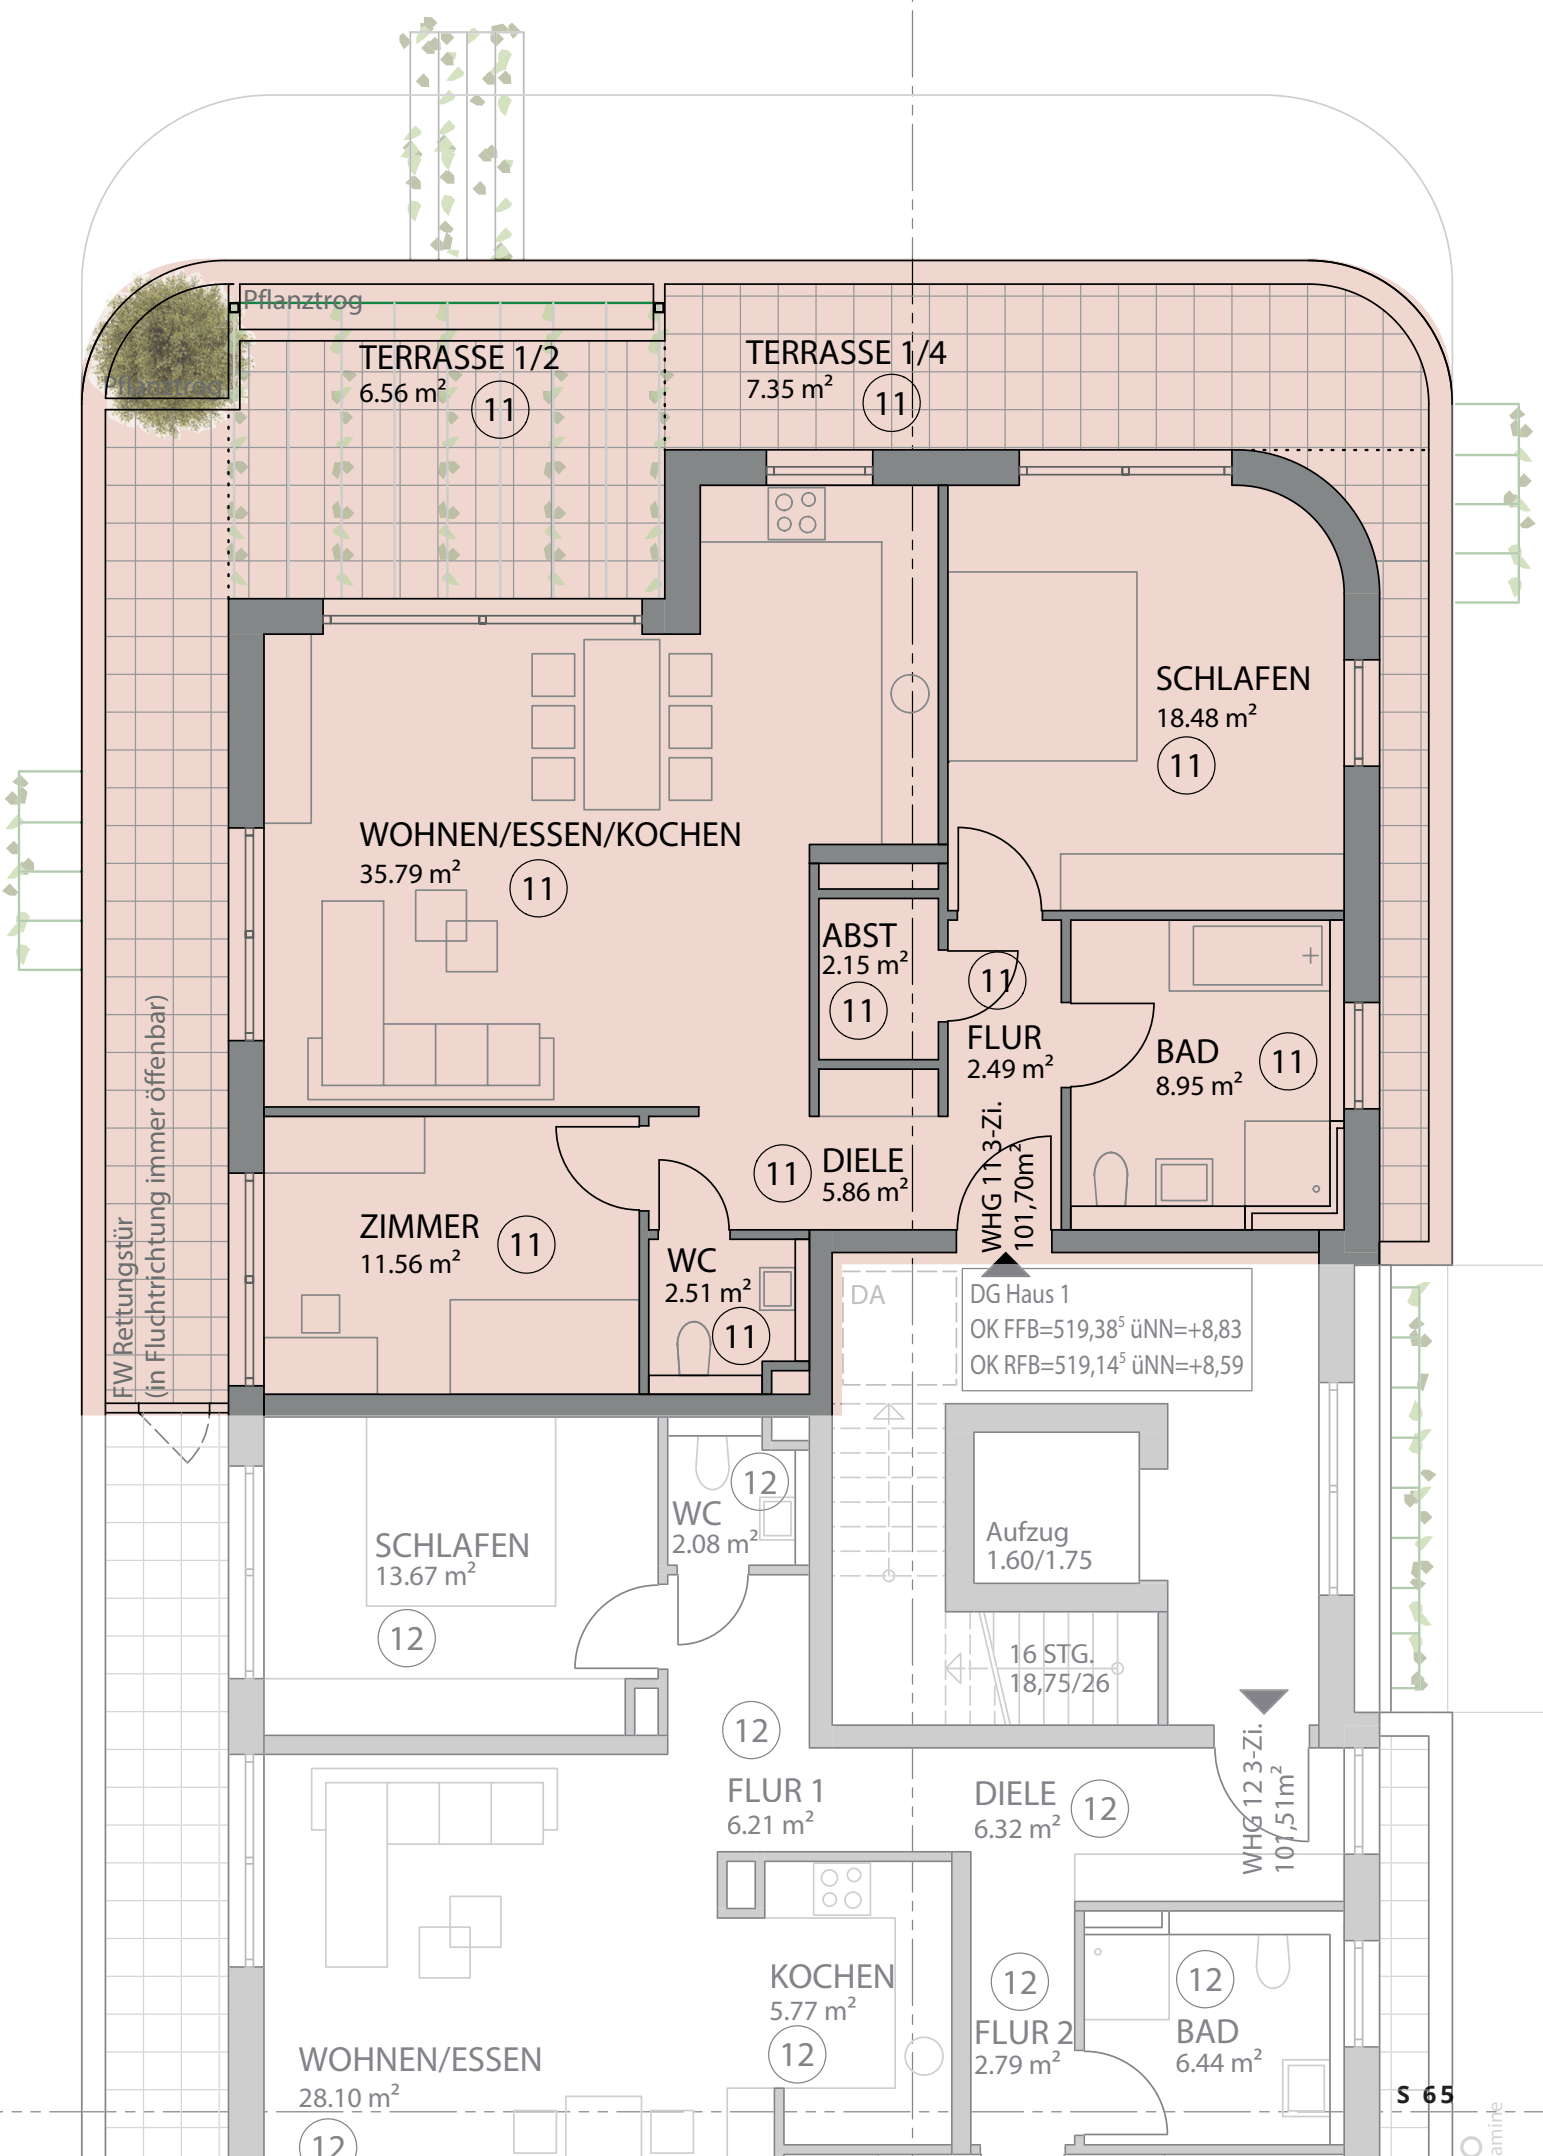 Pflanztrog
TERRASSE 1/2
6.56 m²
11
TERRASSE 1/4
7.35 m²
11
Pflanztrog
SCHLAFEN
18.48 m²
11
WOHNEN/ESSEN/KOCHEN
35.79 m²
11
ABST
2.15 m²
11
11
FLUR
2.49 m²
BAD
8.95 m²
11
FW Rettungstür
(in Fluchtrichtung immer öffenbar)
11
DIELE
5.86 m²
WHG 11 3-Zi.
101,70m²
ZIMMER
11.56 m²
11
WC
2.51 m²
11
DA
DG Haus 1
OK FFB=519,38⁵ üNN=+8,83
OK RFB=519,14⁵ üNN=+8,59
SCHLAFEN
13.67 m²
12
WC
2.08 m²
12
Aufzug
1.60/1.75
16 STG.
18,75/26
12
FLUR 1
6.21 m²
DIELE
6.32 m²
12
WHG 12 3-Zi.
101,51m²
KOCHEN
5.77 m²
12
12
FLUR 2
2.79 m²
12
BAD
6.44 m²
WOHNEN/ESSEN
28.10 m²
12
S 65